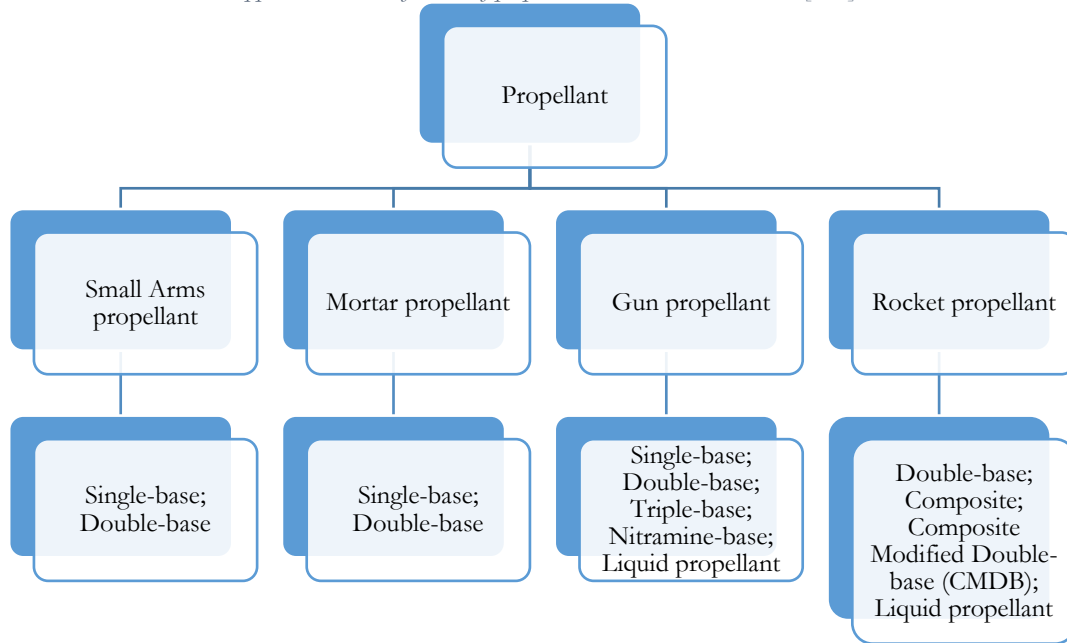 Propellant
Small Arms
propellant
Mortar propellant
Gun propellant
Rocket propellant
Single-base;
Double-base
Single-base;
Double-base
Single-base;
Double-base;
Triple-base;
Nitramine-base;
Liquid propellant
Double-base;
Composite;
Composite
Modified Double-
base (CMDB);
Liquid propellant